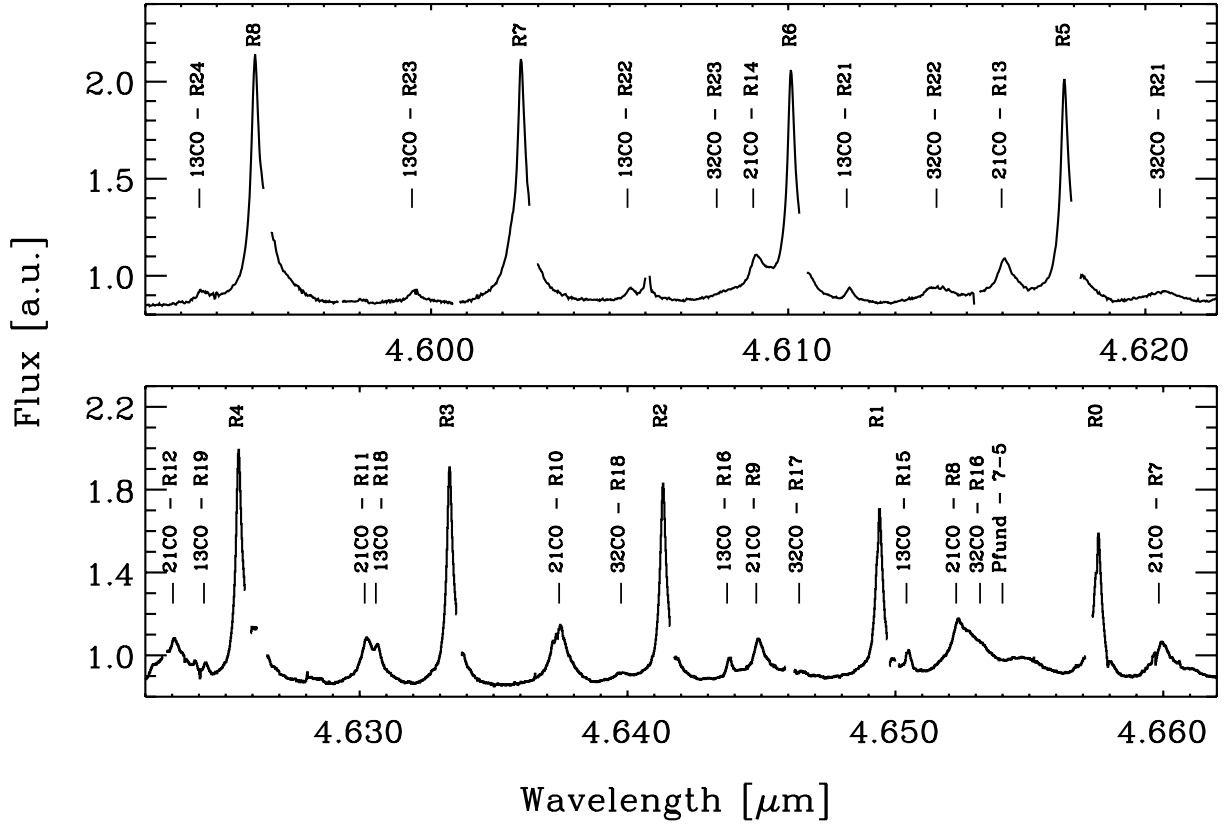 R8
R7
R6
R5
13CO - R24
13CO - R23
13CO - R22
32CO - R23
21CO - R14
13CO - R21
32CO - R22
21CO - R13
32CO - R21
2.0
1.5
1.0
4.600
4.610
4.620
Flux [a.u.]
R4
R3
R2
R1
R0
21CO - R12
13CO - R19
21CO - R11
13CO - R18
21CO - R10
32CO - R18
13CO - R16
21CO - R9
32CO - R17
13CO - R15
21CO - R8
32CO - R16
Pfund - 7-5
21CO - R7
2.2
1.8
1.4
1.0
4.630
4.640
4.650
4.660
Wavelength [μm]